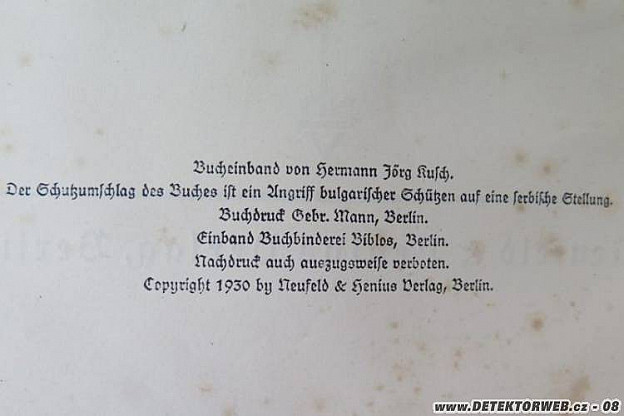 Bucheinband von Hermann Jörg Kusch.
Der Schutzumschlag des Buches ist ein Angriff bulgarischer Schützen auf eine serbische Stellung.
Buchdruck Gebr. Mann, Berlin.
Einband Buchbinderei Biblos, Berlin.
Nachdruck auch auszugsweise verboten.
Copyright 1930 by Neufeld & Henius Verlag, Berlin.
www.DETEKTORWEB.cz - 08